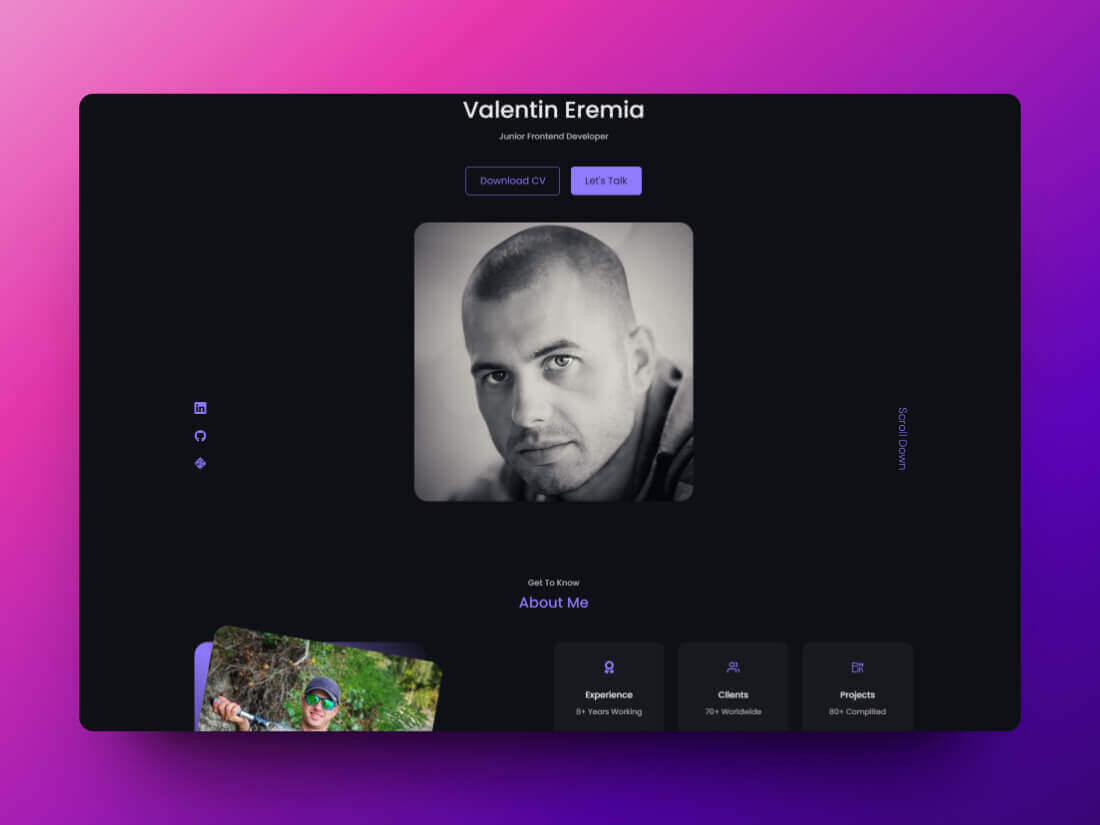 Valentin Eremia
Junior Frontend Developer
Download CV
Let's Talk
Scroll Down
Get To Know
About Me
Experience
8+ Years Working
Clients
70+ Worldwide
Projects
80+ Complited